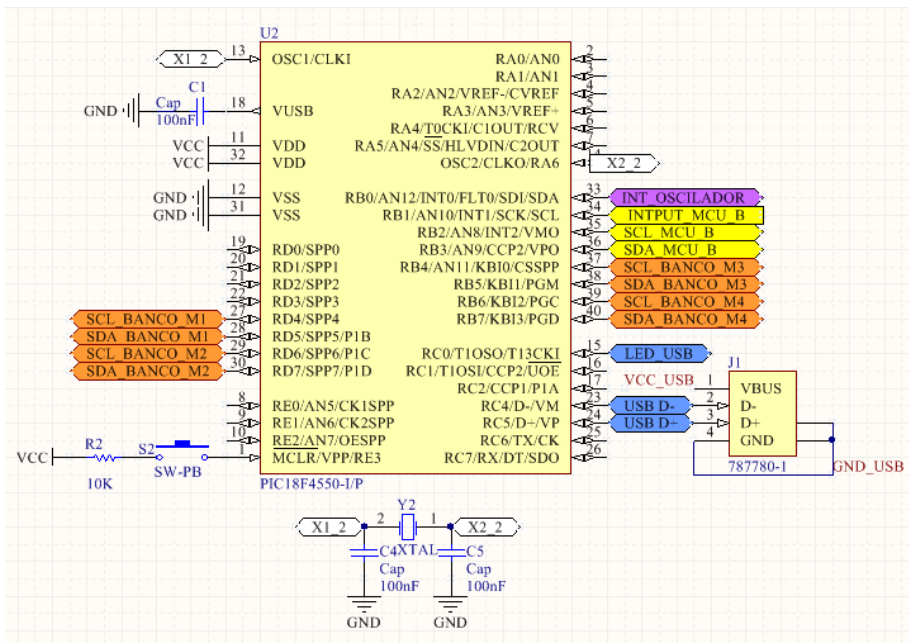 U2
X1_2 13 OSC1/CLKI RA0/AN0 2
RA1/AN1 3
C1
Cap
100nF
GND 18 VUSB
RA2/AN2/VREF-/CVREF 4
RA3/AN3/VREF+ 5
RA4/T0CKI/C1OUT/RCV 6
VCC 11 VDD RA5/AN4/SS/HLVDIN/C2OUT 7
VCC 32 VDD OSC2/CLKO/RA6 X2_2
GND 12 VSS RB0/AN12/INT0/FLT0/SDI/SDA 33 INT_OSCILADOR
GND 31 VSS RB1/AN10/INT1/SCK/SCL 34 INTPUT_MCU_B
RB2/AN8/INT2/VMO 35 SCL_MCU_B
19 RD0/SPP0 RB3/AN9/CCP2/VPO 36 SDA_MCU_B
20 RD1/SPP1 RB4/AN11/KBI0/CSSPP 37 SCL_BANCO_M3
21 RD2/SPP2 RB5/KBI1/PGM 38 SDA_BANCO_M3
22 RD3/SPP3 RB6/KBI2/PGC 39 SCL_BANCO_M4
SCL_BANCO_M1 27 RD4/SPP4 RB7/KBI3/PGD 40 SDA_BANCO_M4
SDA_BANCO_M1 28 RD5/SPP5/P1B
SCL_BANCO_M2 29 RD6/SPP6/P1C RC0/T1OSO/T13CKI 15 LED_USB
SDA_BANCO_M2 30 RD7/SPP7/P1D RC1/T1OSI/CCP2/UOE
RC2/CCP1/P1A
8 RE0/AN5/CK1SPP RC4/D-/VM 23 USB D-
9 RE1/AN6/CK2SPP RC5/D+/VP 24 USB D+
10 RE2/AN7/OESPP RC6/TX/CK 25
1 MCLR/VPP/RE3 RC7/RX/DT/SDO 26
PIC18F4550-I/P
VCC
R2
10K
S2
SW-PB
J1
VCC_USB 1 VBUS
2 D-
3 D+
4 GND
787780-1
GND_USB
Y2
X1_2 2 1 X2_2
XTAL
C4
Cap
100nF
GND
C5
Cap
100nF
GND